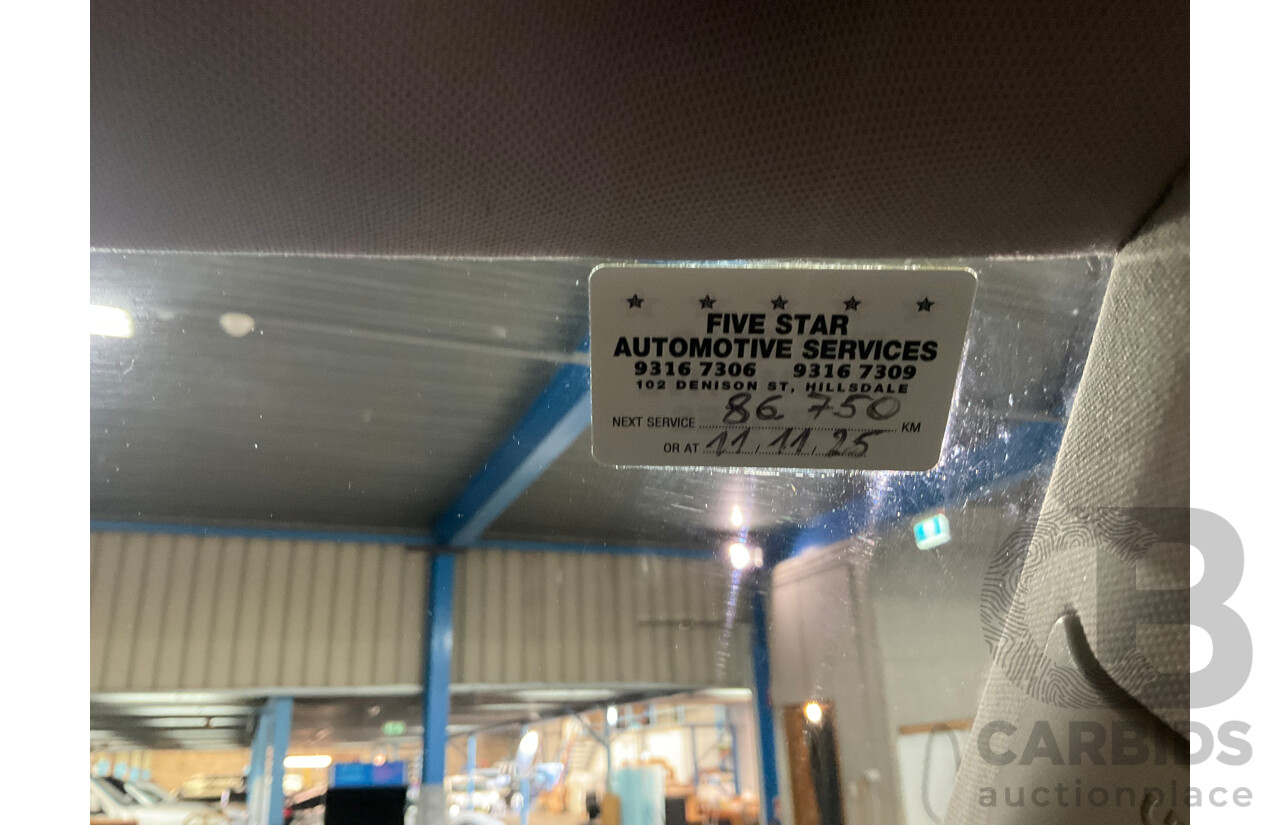 FIVE STAR
AUTOMOTIVE SERVICES
9316 7306 9316 7309
102 DENISON ST, HILLSDALE
NEXT SERVICE 86 750 KM
OR AT 11/11/25
CB
CARBIDS
auctionplace